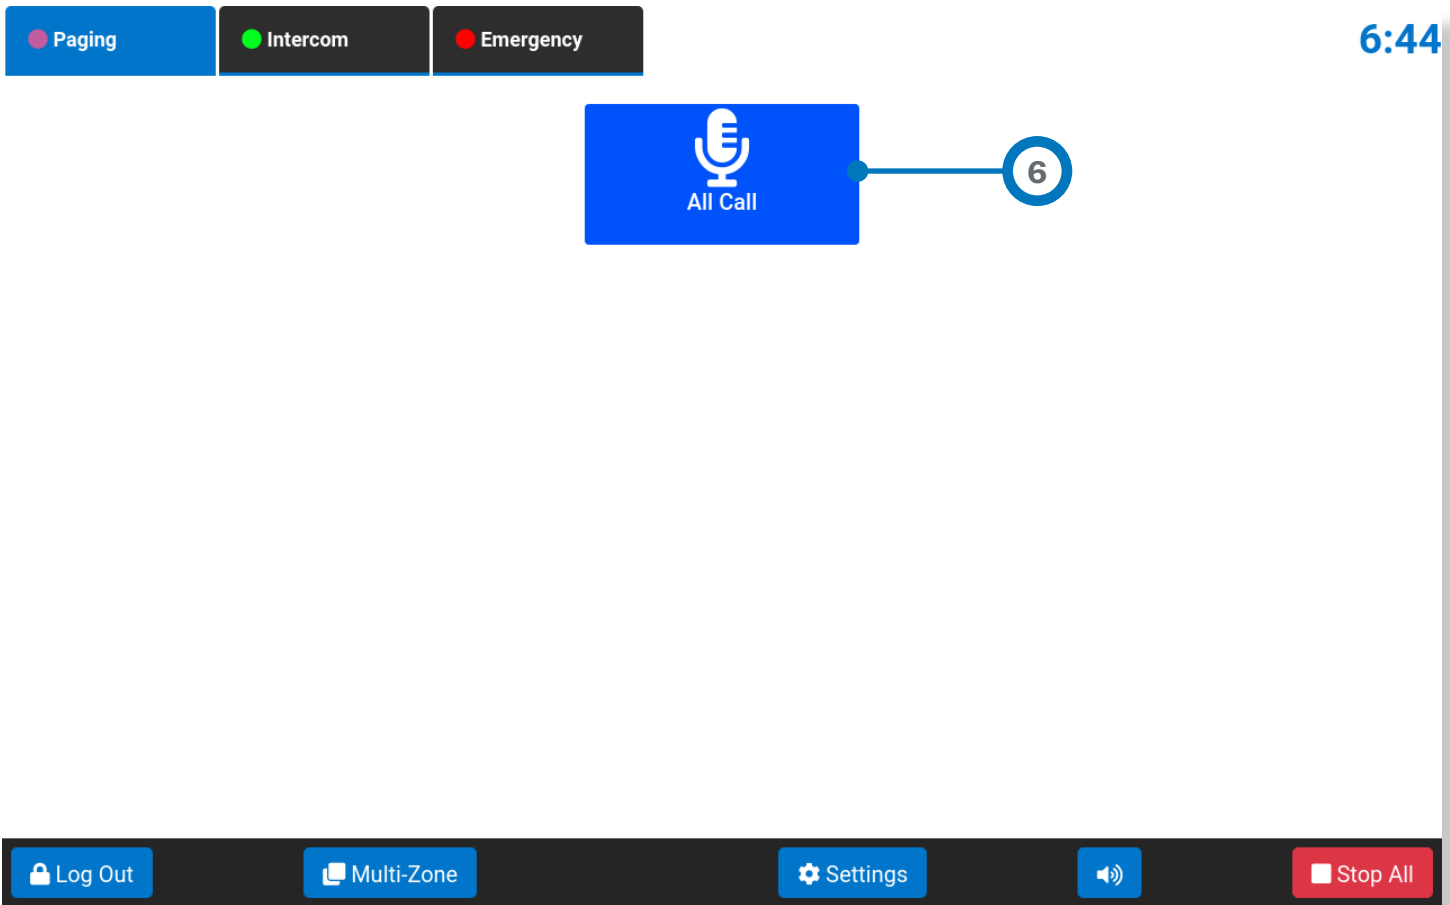 Paging
Intercom
Emergency
6:44
All Call
6
Log Out
Multi-Zone
Settings
Stop All